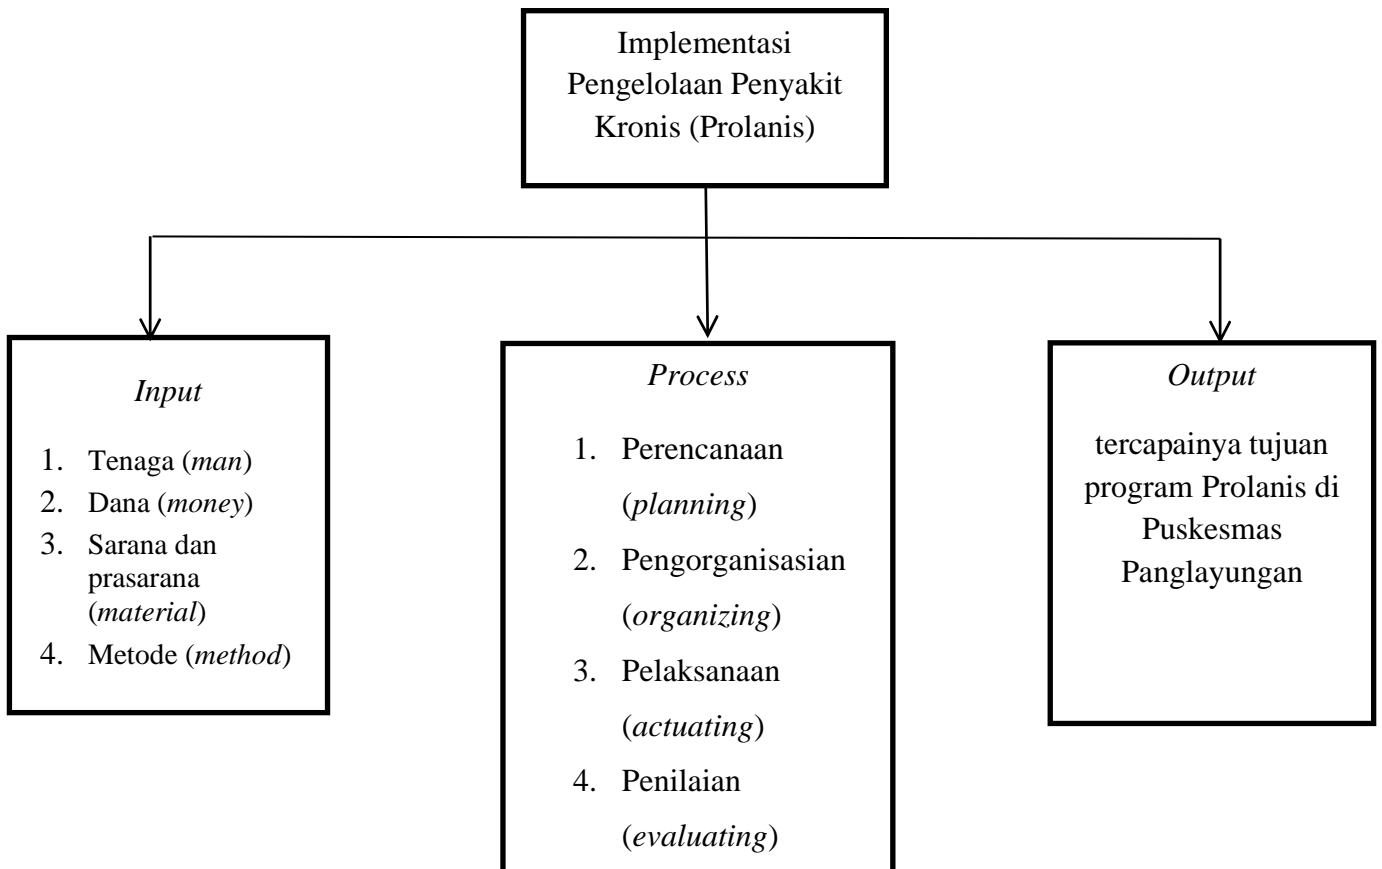 Implementasi
Pengelolaan Penyakit
Kronis (Prolanis)
Input
1. Tenaga (man)
2. Dana (money)
3. Sarana dan
prasarana
(material)
4. Metode (method)
Process
1. Perencanaan
(planning)
2. Pengorganisasian
(organizing)
3. Pelaksanaan
(actuating)
4. Penilaian
(evaluating)
Output
tercapainya tujuan
program Prolanis di
Puskesmas
Panglayungan